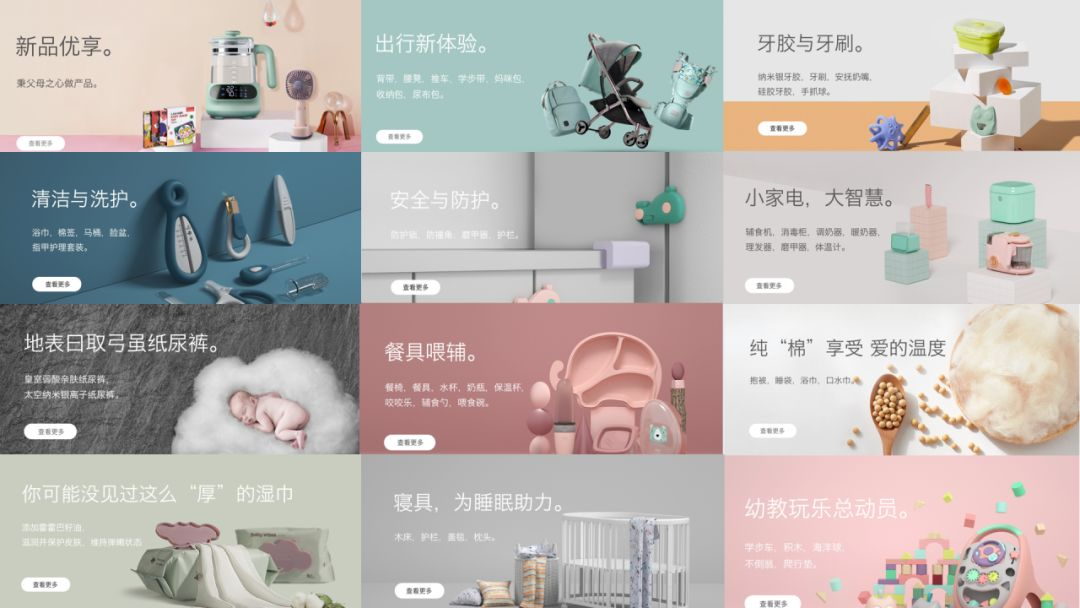 新品优享。
秉父母之心做产品。
查看更多
出行新体验。
背带、腰凳、推车、学步带、妈咪包、
收纳包、尿布包。
查看更多
牙胶与牙刷。
纳米银牙胶、牙刷、安抚奶嘴、
硅胶牙胶、手抓球。
查看更多
清洁与洗护。
浴巾、棉签、马桶、脸盆、
指甲护理套装。
查看更多
安全与防护。
防护锁、防撞角、磨甲器、护栏。
查看更多
小家电，大智慧。
辅食机、消毒柜、调奶器、暖奶器、
理发器、磨甲器、体温计。
查看更多
地表曰取弓虽纸尿裤。
皇室弱酸亲肤纸尿裤，
太空纳米银离子纸尿裤。
查看更多
餐具喂辅。
餐椅、餐具、水杯、奶瓶、保温杯、
咬咬乐、辅食勺、喂食碗。
查看更多
纯“棉”享受 爱的温度
抱被、睡袋、浴巾、口水巾。
查看更多
你可能没见过这么“厚”的湿巾
添加霍霍巴籽油，
滋润并保护皮肤，维持弹嫩状态
Baby wipes
查看更多
寝具，为睡眠助力。
木床、护栏、盖毯、枕头。
查看更多
幼教玩乐总动员。
学步车、积木、海洋球、
不倒翁、爬行垫。
查看更多